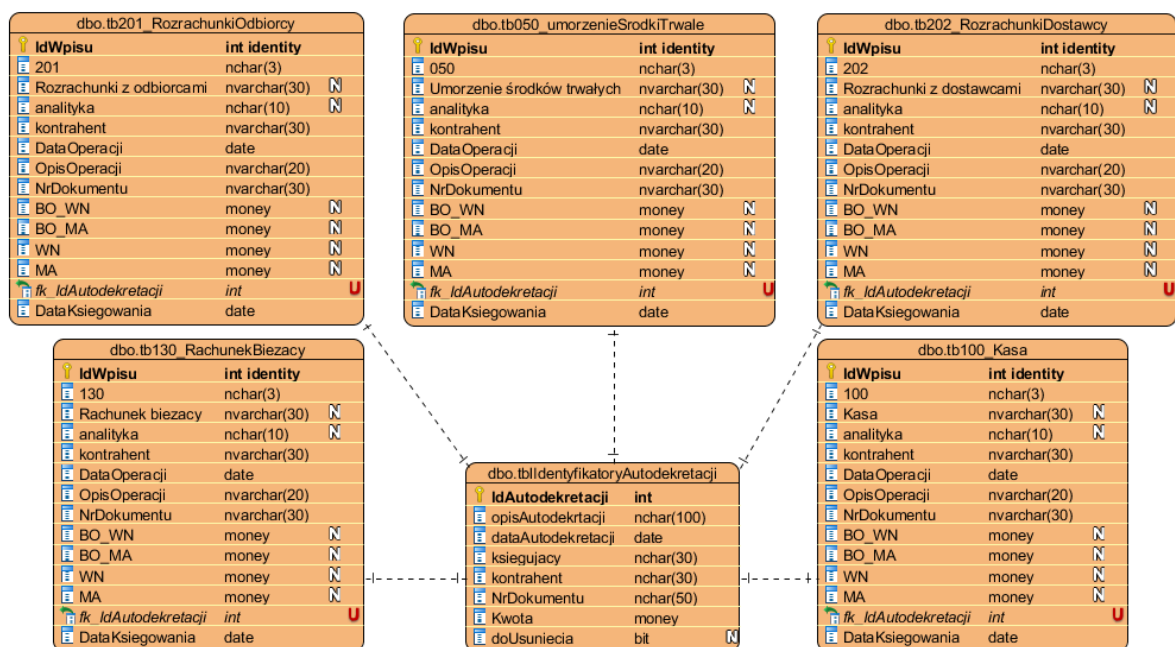 dbo.tb201_RozrachunkiOdbiorcy
IdWpisu int identity
201 nchar(3)
Rozrachunki z odbiorcami nvarchar(30) N
analityka nchar(10) N
kontrahent nvarchar(30)
DataOperacji date
OpisOperacji nvarchar(20)
NrDokumentu nvarchar(30)
BO_WN money N
BO_MA money N
WN money N
MA money N
fk_IdAutodekretacji int U
DataKsiegowania date
dbo.tb050_umorzenieSrodkiTrwale
IdWpisu int identity
050 nchar(3)
Umorzenie środków trwałych nvarchar(30) N
analityka nchar(10) N
kontrahent nvarchar(30)
DataOperacji date
OpisOperacji nvarchar(20)
NrDokumentu nvarchar(30)
BO_WN money N
BO_MA money N
WN money N
MA money N
fk_IdAutodekretacji int U
DataKsiegowania date
dbo.tb202_RozrachunkiDostawcy
IdWpisu int identity
202 nchar(3)
Rozrachunki z dostawcami nvarchar(30) N
analityka nchar(10) N
kontrahent nvarchar(30)
DataOperacji date
OpisOperacji nvarchar(20)
NrDokumentu nvarchar(30)
BO_WN money N
BO_MA money N
WN money N
MA money N
fk_IdAutodekretacji int U
DataKsiegowania date
dbo.tb130_RachunekBiezacy
IdWpisu int identity
130 nchar(3)
Rachunek biezacy nvarchar(30) N
analityka nchar(10) N
kontrahent nvarchar(30)
DataOperacji date
OpisOperacji nvarchar(20)
NrDokumentu nvarchar(30)
BO_WN money N
BO_MA money N
WN money N
MA money N
fk_IdAutodekretacji int U
DataKsiegowania date
dbo.tblIdentyfikatoryAutodekretacji
IdAutodekretacji int
opisAutodekrtacji nchar(100)
dataAutodekretacji date
ksiegujacy nchar(30)
kontrahent nchar(30)
NrDokumentu nchar(50)
Kwota money
doUsuniecia bit N
dbo.tb100_Kasa
IdWpisu int identity
100 nchar(3)
Kasa nvarchar(30) N
analityka nchar(10) N
kontrahent nvarchar(30)
DataOperacji date
OpisOperacji nvarchar(20)
NrDokumentu nvarchar(30)
BO_WN money N
BO_MA money N
WN money N
MA money N
fk_IdAutodekretacji int U
DataKsiegowania date